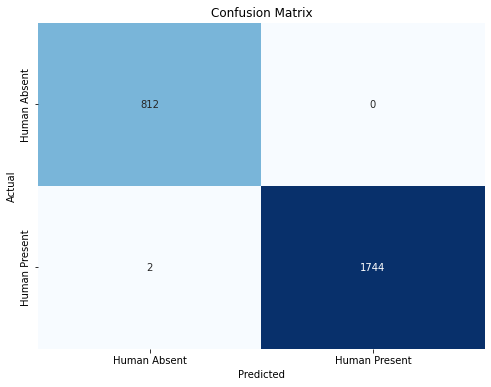 Confusion Matrix
Actual
Human Absent
812
0
Human Present
2
1744
Human Absent
Human Present
Predicted